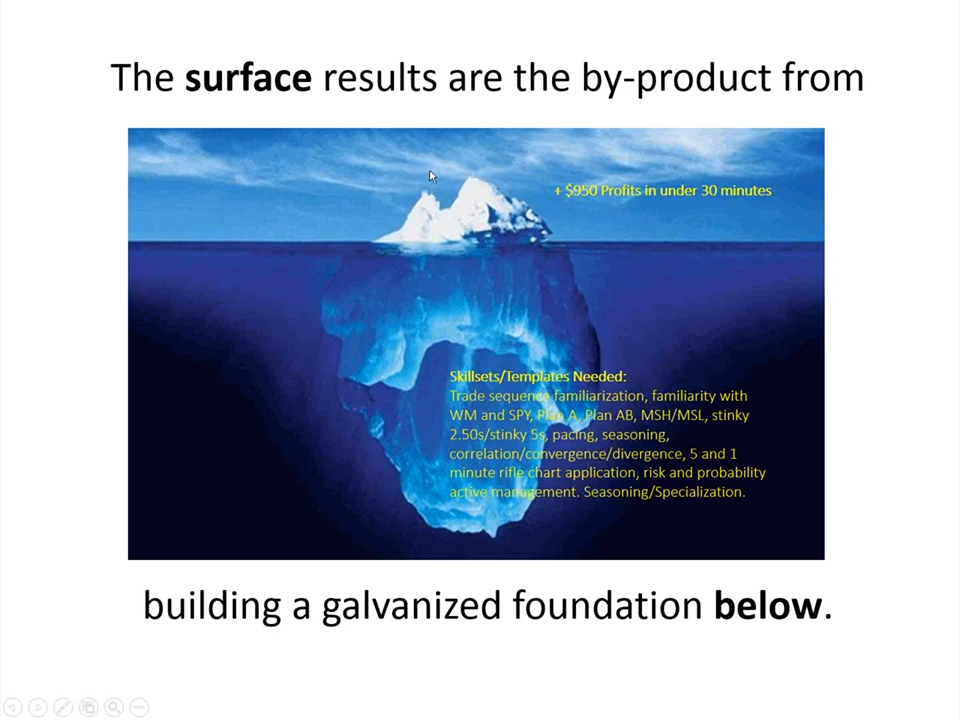 The surface results are the by-product from
+ $950 Profits in under 30 minutes
Skillsets/Templates Needed:
Trade sequence familiarization, familiarity with
WM and SPY, Plan A, Plan AB, MSH/MSL, stinky
2.50s/stinky 5s, pacing, seasoning,
correlation/convergence/divergence, 5 and 1
minute rifle chart application, risk and probability
active management. Seasoning/Specialization.
building a galvanized foundation below.